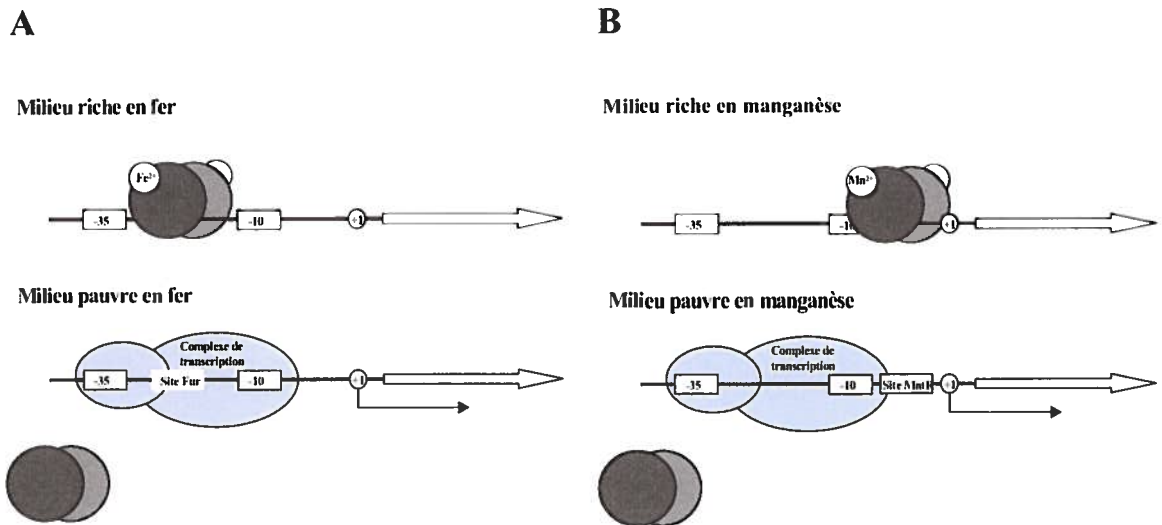 A
Milieu riche en fer
Fe²⁺
-35
-10
+1
Milieu pauvre en fer
Complexe de
transcription
-35
Site Fur
-10
+1
B
Milieu riche en manganèse
Mn²⁺
-35
-10
+1
Milieu pauvre en manganèse
Complexe de
transcription
-35
-10
Site MntR
+1